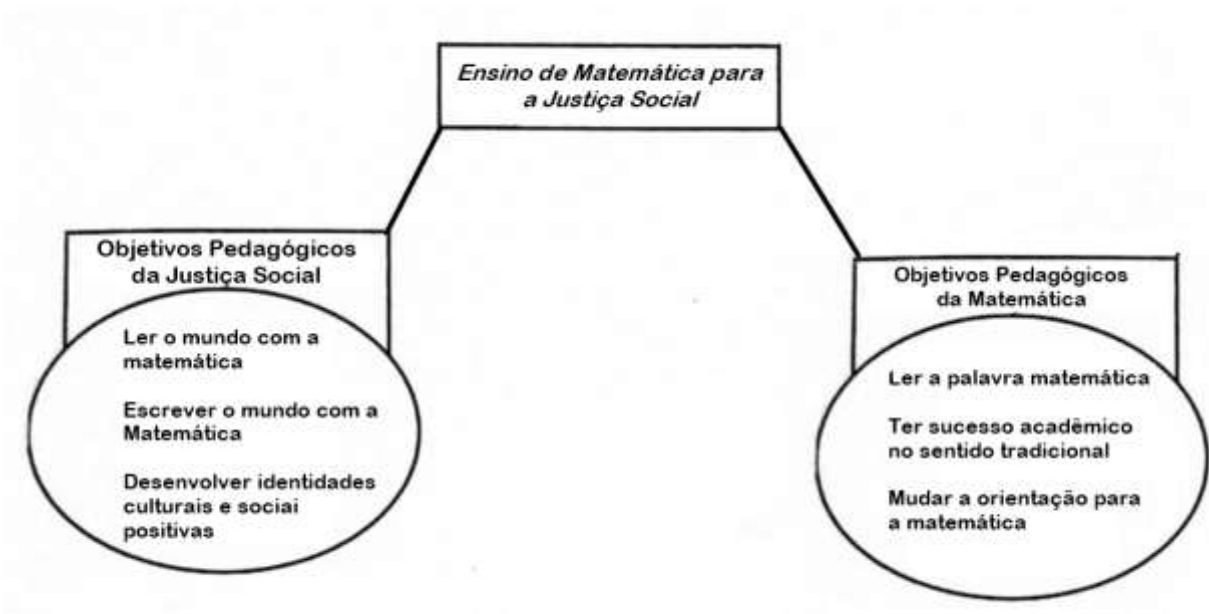 Ensino de Matemática para
a Justiça Social
Objetivos Pedagógicos
da Justiça Social
Ler o mundo com a
matemática
Escrever o mundo com a
Matemática
Desenvolver identidades
culturais e sociai
positivas
Objetivos Pedagógicos
da Matemática
Ler a palavra matemática
Ter sucesso acadêmico
no sentido tradicional
Mudar a orientação para
a matemática